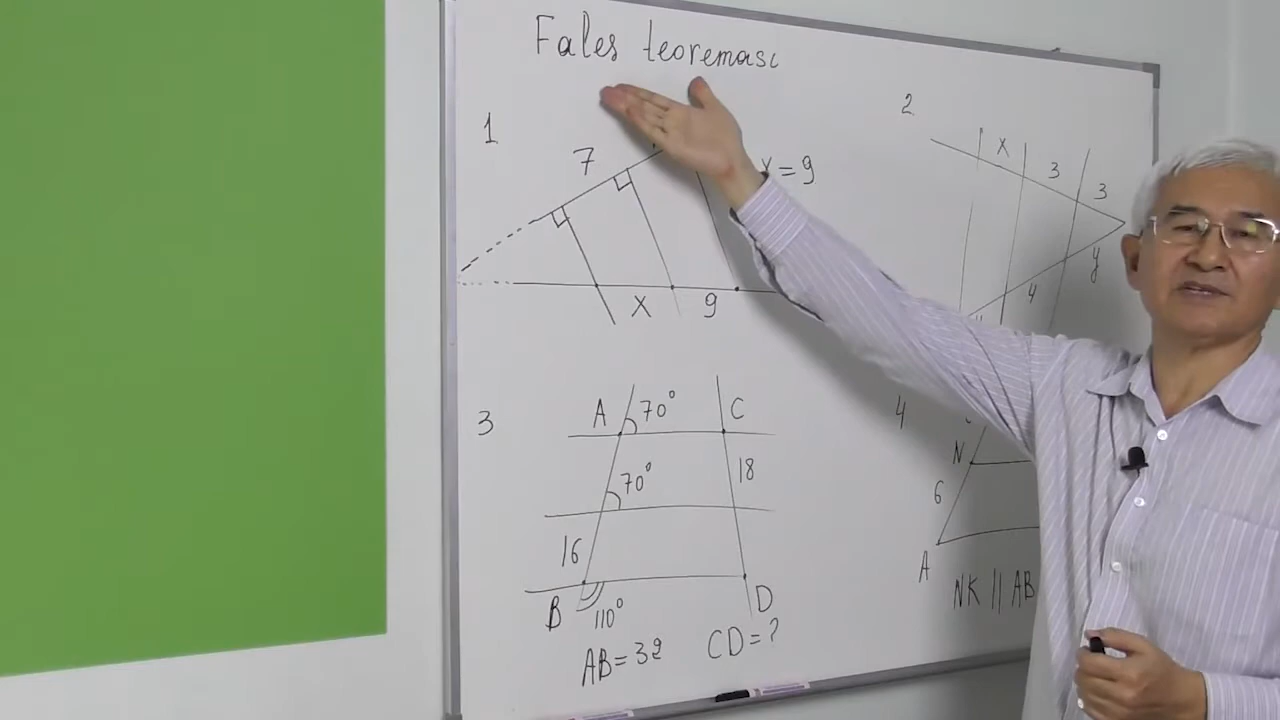 Fales teoremasi
1
7
x = 9
x
9
2
x
3
3
4
y
3
A
70°
C
70°
18
16
B
110°
D
AB = 32
CD = ?
4
N
6
A
NK || AB